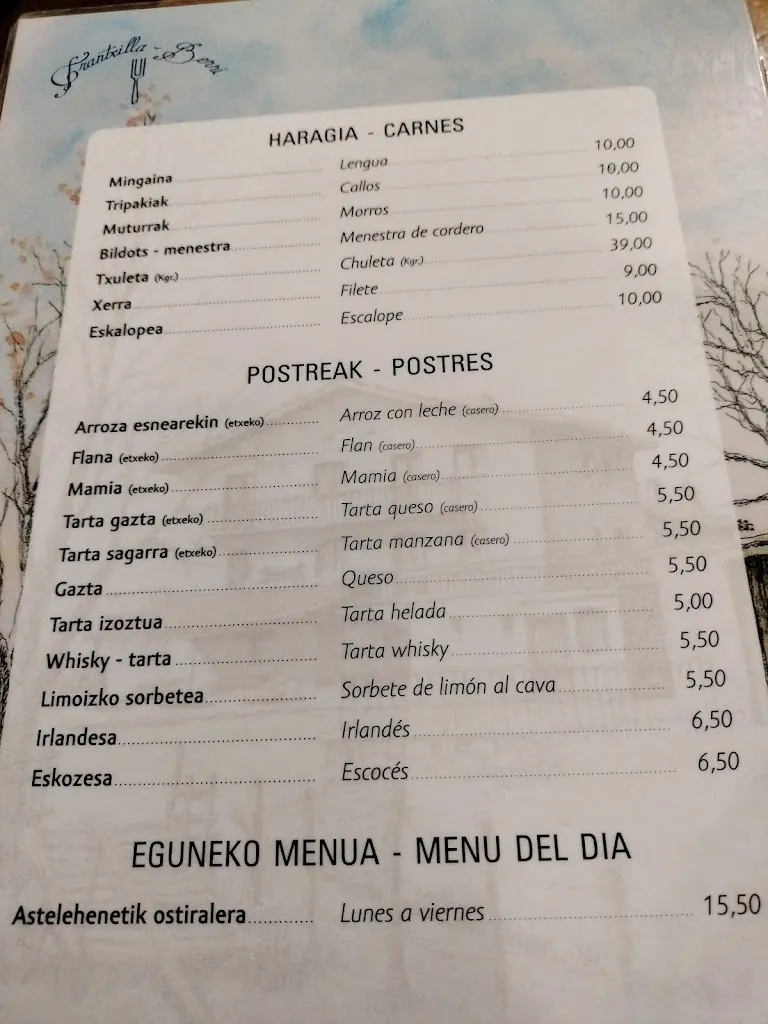 Frantxilla - Berri
HARAGIA - CARNES
Mingaina Lengua 10,00
Tripakiak Callos 10,00
Muturrak Morros 10,00
Bildots - menestra Menestra de cordero 15,00
Txuleta (Kgr.) Chuleta (Kgr.) 39,00
Xerra Filete 9,00
Eskalopea Escalope 10,00
POSTREAK - POSTRES
Arroza esnearekin (etxeko) Arroz con leche (casero) 4,50
Flana (etxeko) Flan (casero) 4,50
Mamia (etxeko) Mamia (casero) 4,50
Tarta gazta (etxeko) Tarta queso (casero) 5,50
Tarta sagarra (etxeko) Tarta manzana (casero) 5,50
Gazta Queso 5,50
Tarta izoztua Tarta helada 5,00
Whisky - tarta Tarta whisky 5,50
Limoizko sorbetea Sorbete de limón al cava 5,50
Irlandesa Irlandés 6,50
Eskozesa Escocés 6,50
EGUNEKO MENUA - MENU DEL DIA
Astelehenetik ostiralera Lunes a viernes 15,50